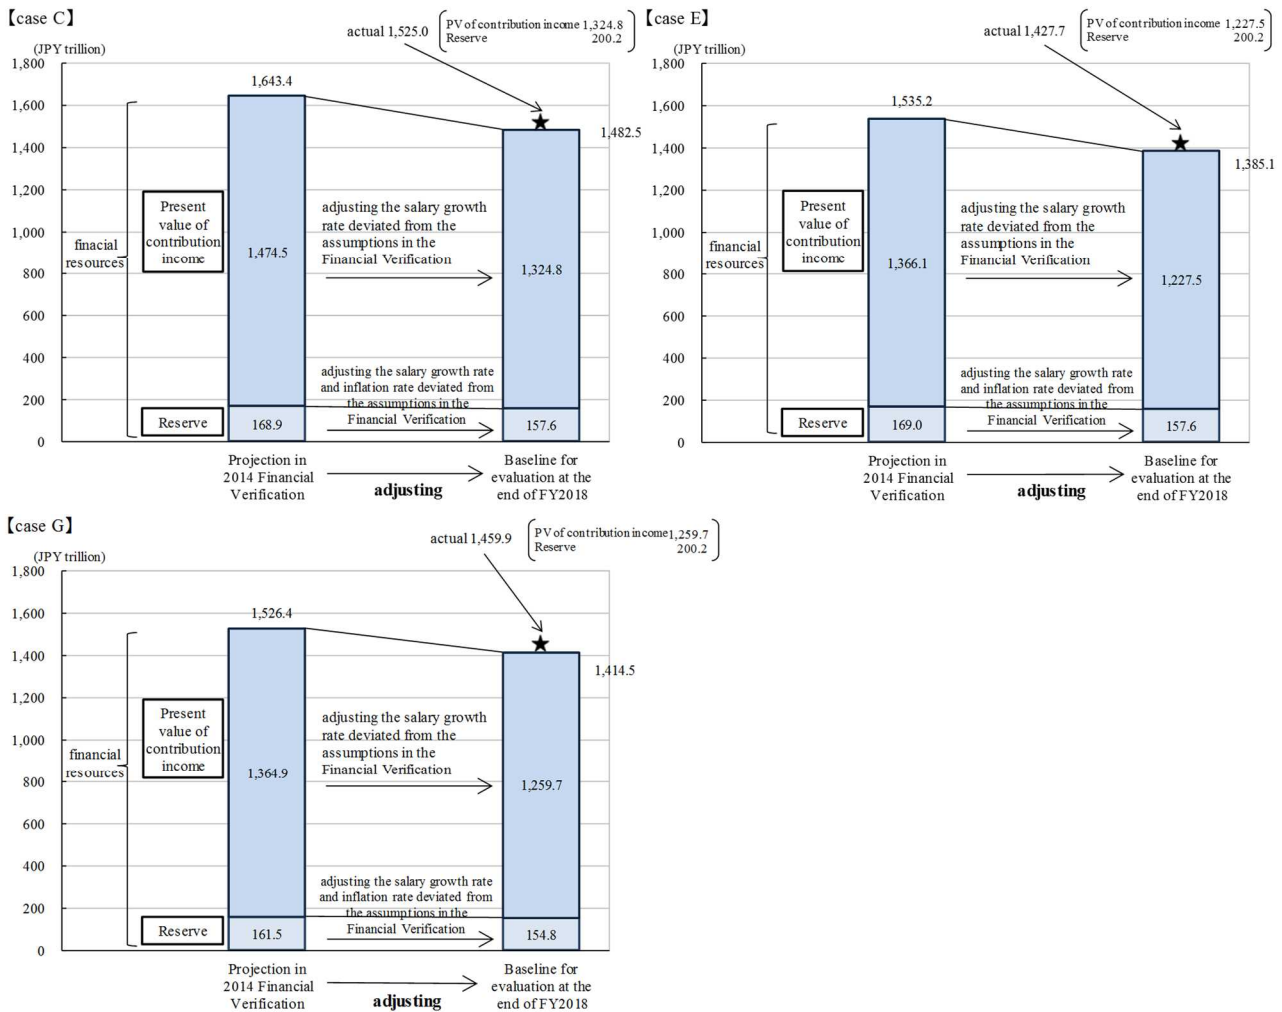 【case C】
actual 1,525.0
PV of contribution income 1,324.8
Reserve 200.2
(JPY trillion)
1,800
1,600
1,400
1,200
1,000
800
600
400
200
0
1,643.4
1,482.5
finacial
resources
Present
value of
contribution
income
1,474.5
adjusting the salary growth
rate deviated from the
assumptions in the
Financial Verification
1,324.8
adjusting the salary growth rate
and inflation rate deviated from
the assumptions in the
Financial Verification
Reserve
168.9
157.6
Projection in
2014 Financial
Verification
adjusting
Baseline for
evaluation at the
end of FY2018
【case E】
actual 1,427.7
PV of contribution income 1,227.5
Reserve 200.2
(JPY trillion)
1,800
1,600
1,400
1,200
1,000
800
600
400
200
0
1,535.2
1,385.1
financial
resources
Present
value of
contribution
income
1,366.1
adjusting the salary growth
rate deviated from the
assumptions in the
Financial Verification
1,227.5
adjusting the salary growth rate
and inflation rate deviated from
the assumptions in the
Financial Verification
Reserve
169.0
157.6
Projection in
2014 Financial
Verification
adjusting
Baseline for
evaluation at the
end of FY2018
【case G】
actual 1,459.9
PV of contribution income 1,259.7
Reserve 200.2
(JPY trillion)
1,800
1,600
1,400
1,200
1,000
800
600
400
200
0
1,526.4
1,414.5
financial
resources
Present
value of
contribution
income
1,364.9
adjusting the salary growth
rate deviated from the
assumptions in the
Financial Verification
1,259.7
adjusting the salary growth rate
and inflation rate deviated from
the assumptions in the
Financial Verification
Reserve
161.5
154.8
Projection in
2014 Financial
Verification
adjusting
Baseline for
evaluation at the
end of FY2018